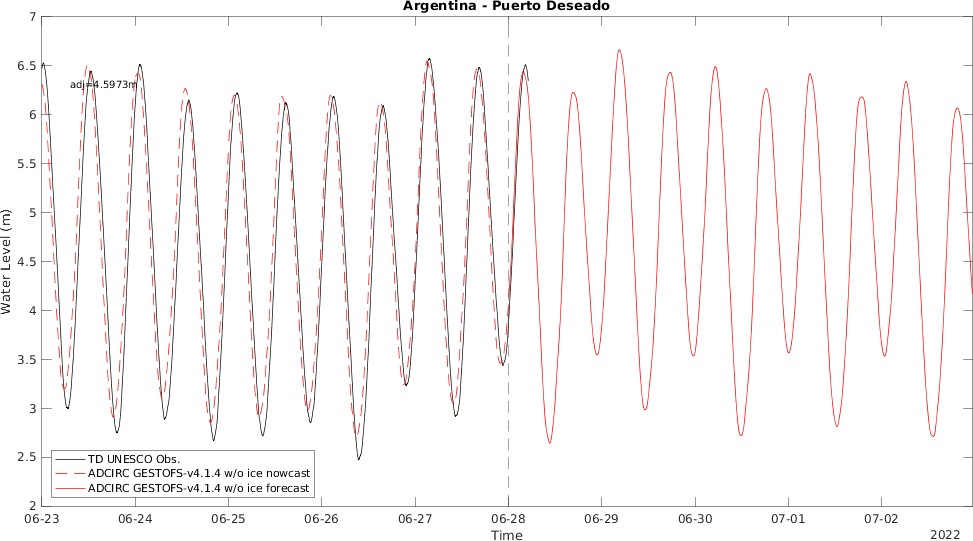 Argentina - Puerto Deseado
7
6.5
adj=4.5973m
6
5.5
5
4.5
4
3.5
3
2.5
2
Water Level (m)
TD UNESCO Obs.
ADCIRC GESTOFS-v4.1.4 w/o ice nowcast
ADCIRC GESTOFS-v4.1.4 w/o ice forecast
06-23 06-24 06-25 06-26 06-27 06-28 06-29 06-30 07-01 07-02
Time
2022